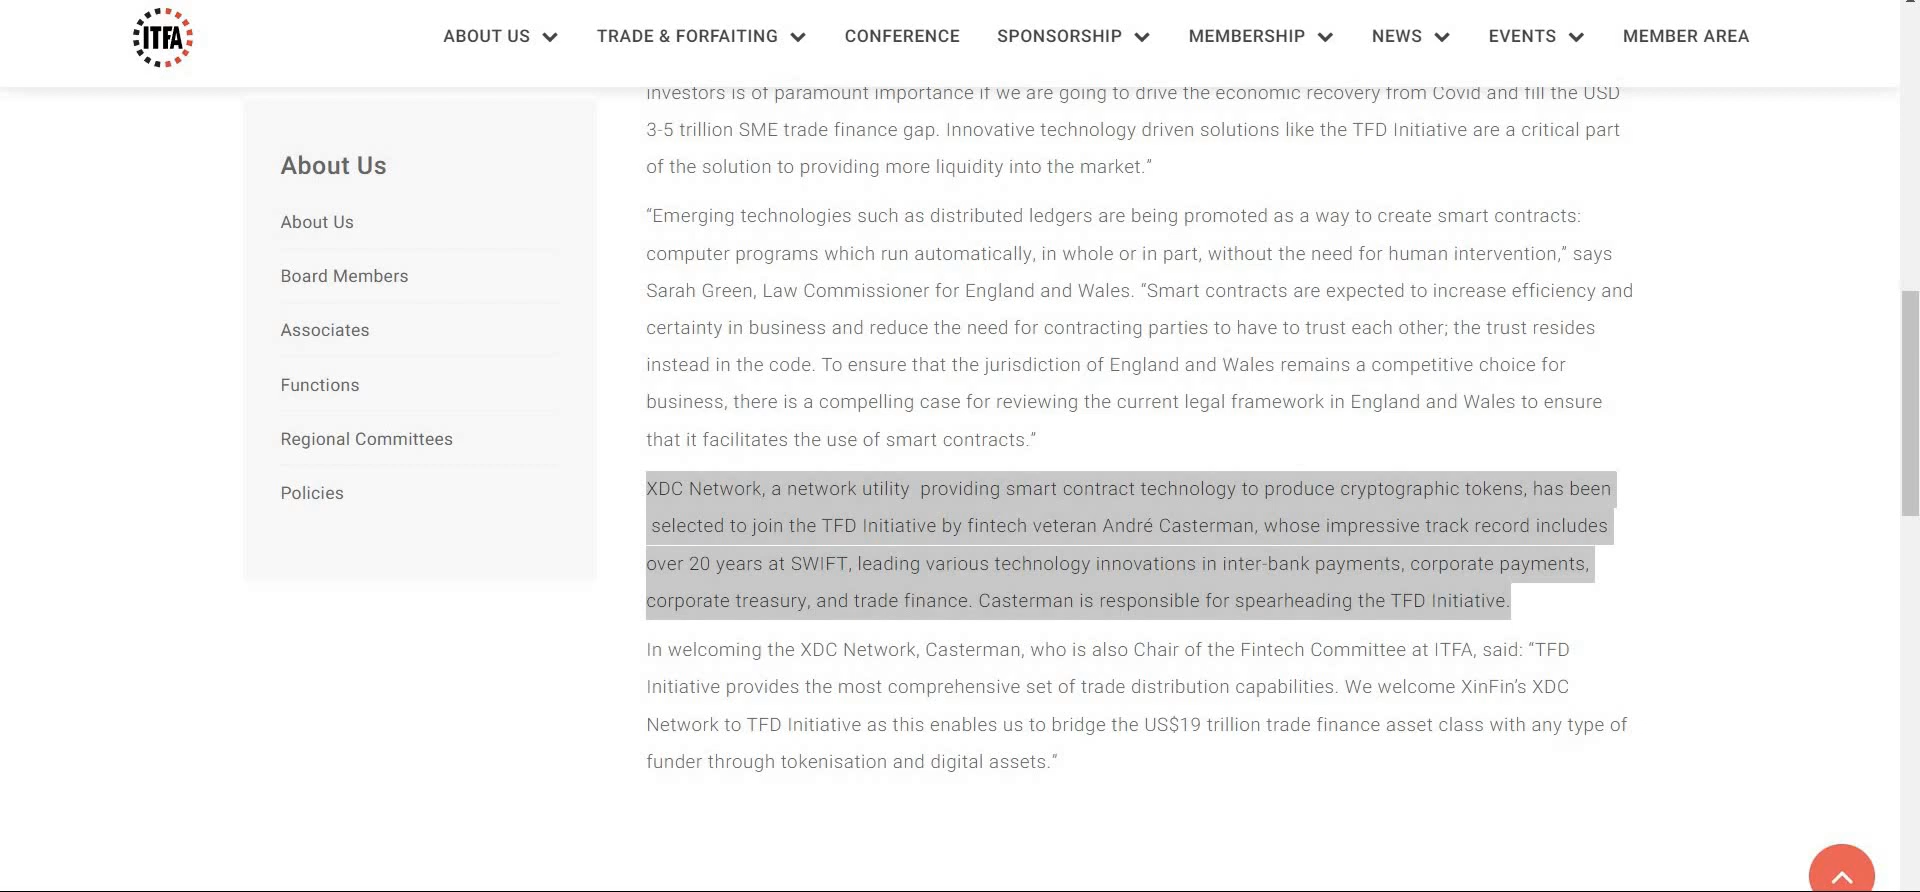 ITFA
ABOUT US
TRADE & FORFAITING
CONFERENCE
SPONSORSHIP
MEMBERSHIP
NEWS
EVENTS
MEMBER AREA
About Us
About Us
Board Members
Associates
Functions
Regional Committees
Policies
investors is of paramount importance if we are going to drive the economic recovery from Covid and fill the USD
3-5 trillion SME trade finance gap. Innovative technology driven solutions like the TFD Initiative are a critical part
of the solution to providing more liquidity into the market.”
“Emerging technologies such as distributed ledgers are being promoted as a way to create smart contracts:
computer programs which run automatically, in whole or in part, without the need for human intervention,” says
Sarah Green, Law Commissioner for England and Wales. “Smart contracts are expected to increase efficiency and
certainty in business and reduce the need for contracting parties to have to trust each other; the trust resides
instead in the code. To ensure that the jurisdiction of England and Wales remains a competitive choice for
business, there is a compelling case for reviewing the current legal framework in England and Wales to ensure
that it facilitates the use of smart contracts.”
XDC Network, a network utility  providing smart contract technology to produce cryptographic tokens, has been
selected to join the TFD Initiative by fintech veteran André Casterman, whose impressive track record includes
over 20 years at SWIFT, leading various technology innovations in inter-bank payments, corporate payments,
corporate treasury, and trade finance. Casterman is responsible for spearheading the TFD Initiative.
In welcoming the XDC Network, Casterman, who is also Chair of the Fintech Committee at ITFA, said: “TFD
Initiative provides the most comprehensive set of trade distribution capabilities. We welcome XinFin’s XDC
Network to TFD Initiative as this enables us to bridge the US$19 trillion trade finance asset class with any type of
funder through tokenisation and digital assets.”